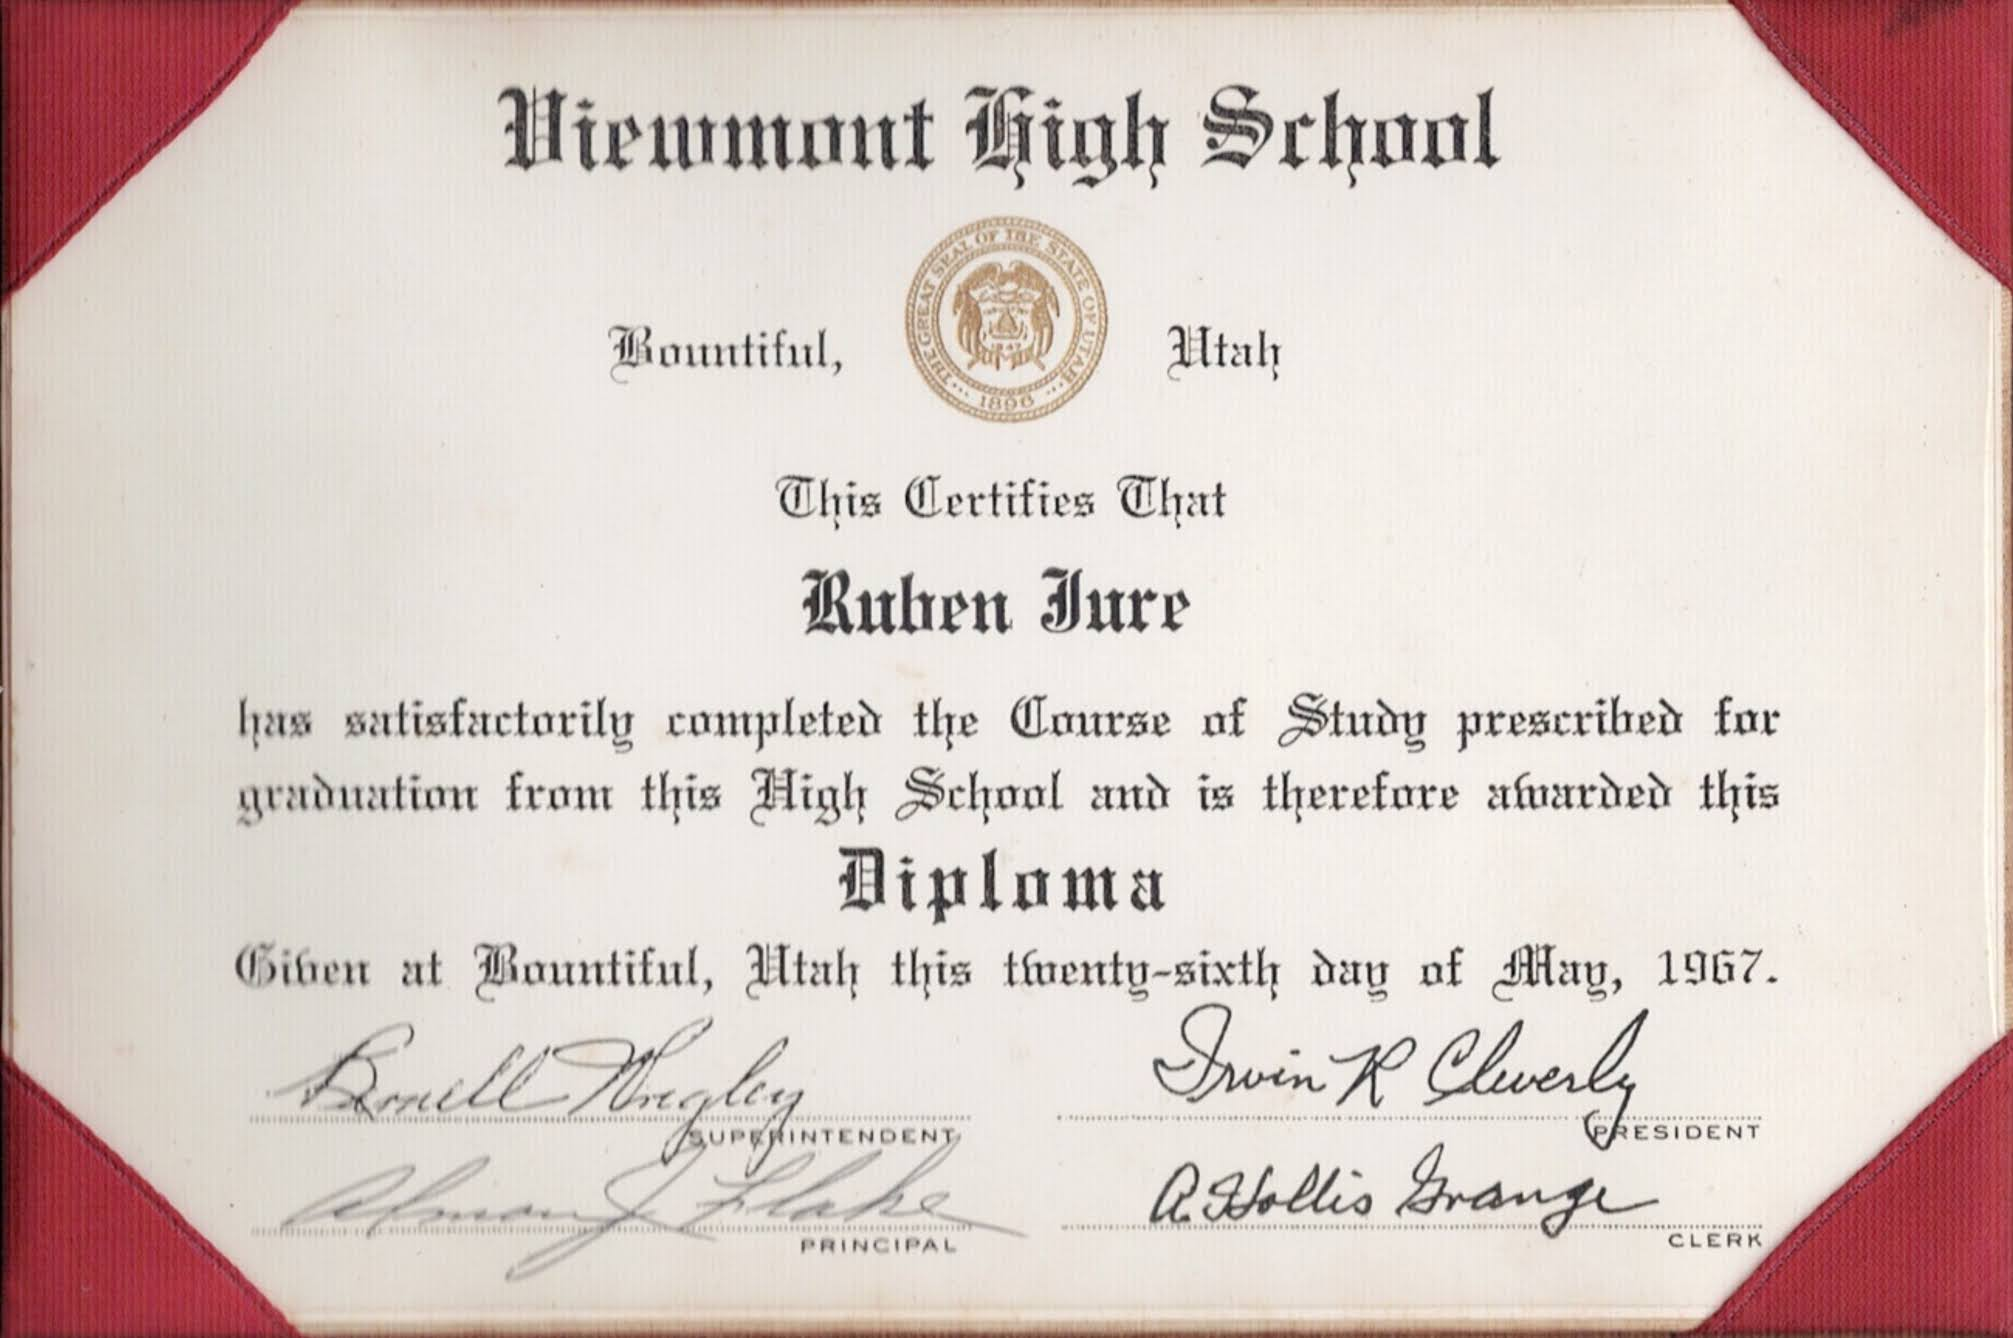 Viewmont High School
THE GREAT SEAL OF THE STATE OF UTAH
1847
1896
Bountiful, Utah
This Certifies That
Ruben Jure
has satisfactorily completed the Course of Study prescribed for
graduation from this High School and is therefore awarded this
Diploma
Given at Bountiful, Utah this twenty-sixth day of May, 1967.
Irwin K Cleverly
SUPERINTENDENT
PRESIDENT
Almon J Flake
A Hollis Grange
PRINCIPAL
CLERK